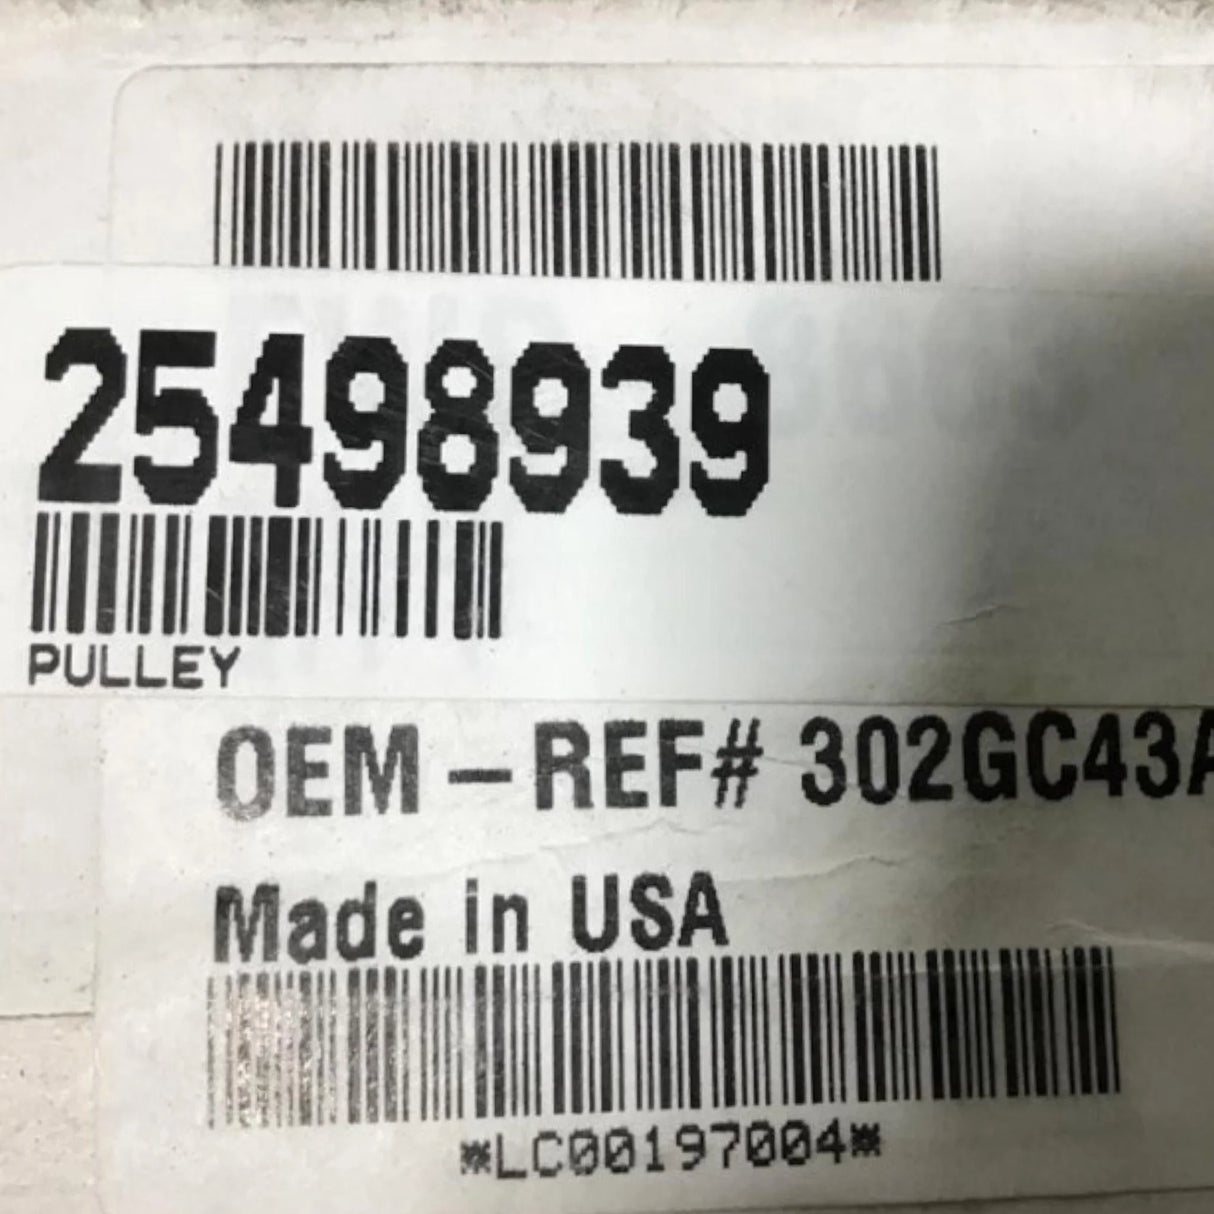 25498939
PULLEY
OEM – REF# 302GC43A
Made in USA
*LC00197004*